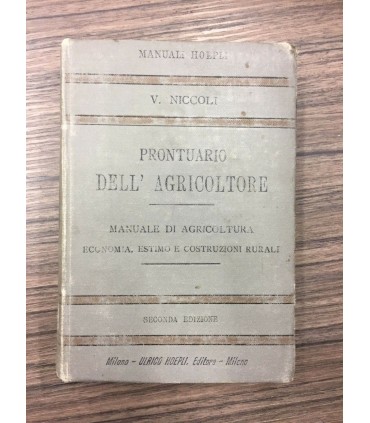 MANUALI HOEPLI
V. NICCOLI
PRONTUARIO
DELL' AGRICOLTORE
MANUALE DI AGRICOLTURA
ECONOMIA, ESTIMO E COSTRUZIONI RURALI
SECONDA EDIZIONE
Milano - ULRICO HOEPLI, Editore - Milano